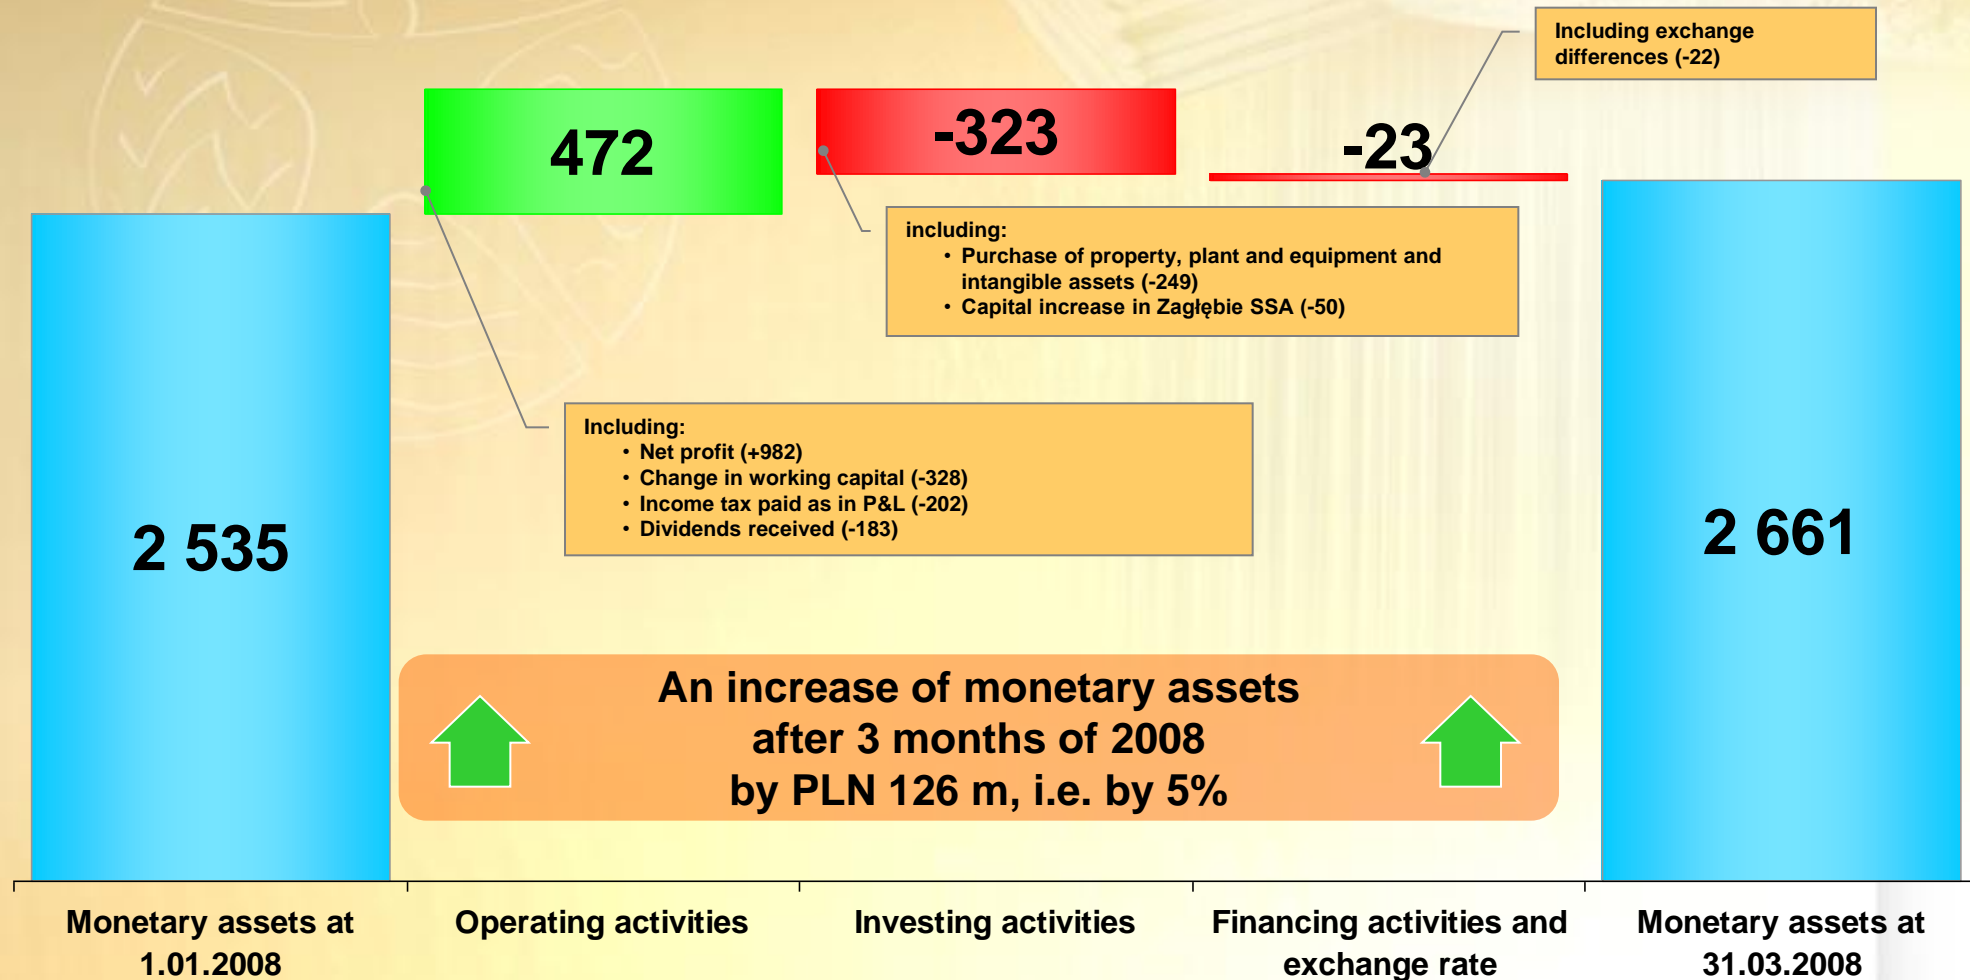 Including exchange
differences (-22)
472
-323
-23
including:
• Purchase of property, plant and equipment and
intangible assets (-249)
• Capital increase in Zagłębie SSA (-50)
Including:
• Net profit (+982)
• Change in working capital (-328)
• Income tax paid as in P&L (-202)
• Dividends received (-183)
2 535
2 661
An increase of monetary assets
after 3 months of 2008
by PLN 126 m, i.e. by 5%
Monetary assets at
1.01.2008
Operating activities
Investing activities
Financing activities and
exchange rate
Monetary assets at
31.03.2008